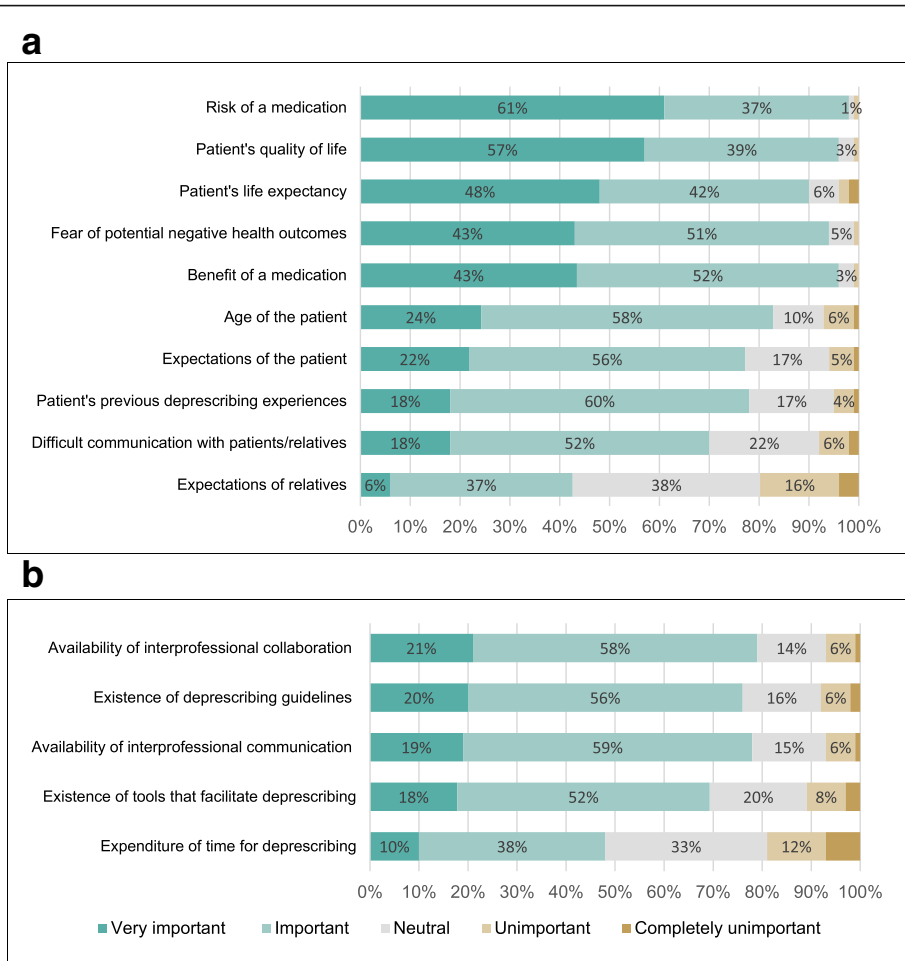 a
Risk of a medication 61% 37% 1%
Patient's quality of life 57% 39% 3%
Patient's life expectancy 48% 42% 6%
Fear of potential negative health outcomes 43% 51% 5%
Benefit of a medication 43% 52% 3%
Age of the patient 24% 58% 10% 6%
Expectations of the patient 22% 56% 17% 5%
Patient's previous deprescribing experiences 18% 60% 17% 4%
Difficult communication with patients/relatives 18% 52% 22% 6%
Expectations of relatives 6% 37% 38% 16%
0% 10% 20% 30% 40% 50% 60% 70% 80% 90% 100%
b
Availability of interprofessional collaboration 21% 58% 14% 6%
Existence of deprescribing guidelines 20% 56% 16% 6%
Availability of interprofessional communication 19% 59% 15% 6%
Existence of tools that facilitate deprescribing 18% 52% 20% 8%
Expenditure of time for deprescribing 10% 38% 33% 12%
0% 10% 20% 30% 40% 50% 60% 70% 80% 90% 100%
Very important Important Neutral Unimportant Completely unimportant